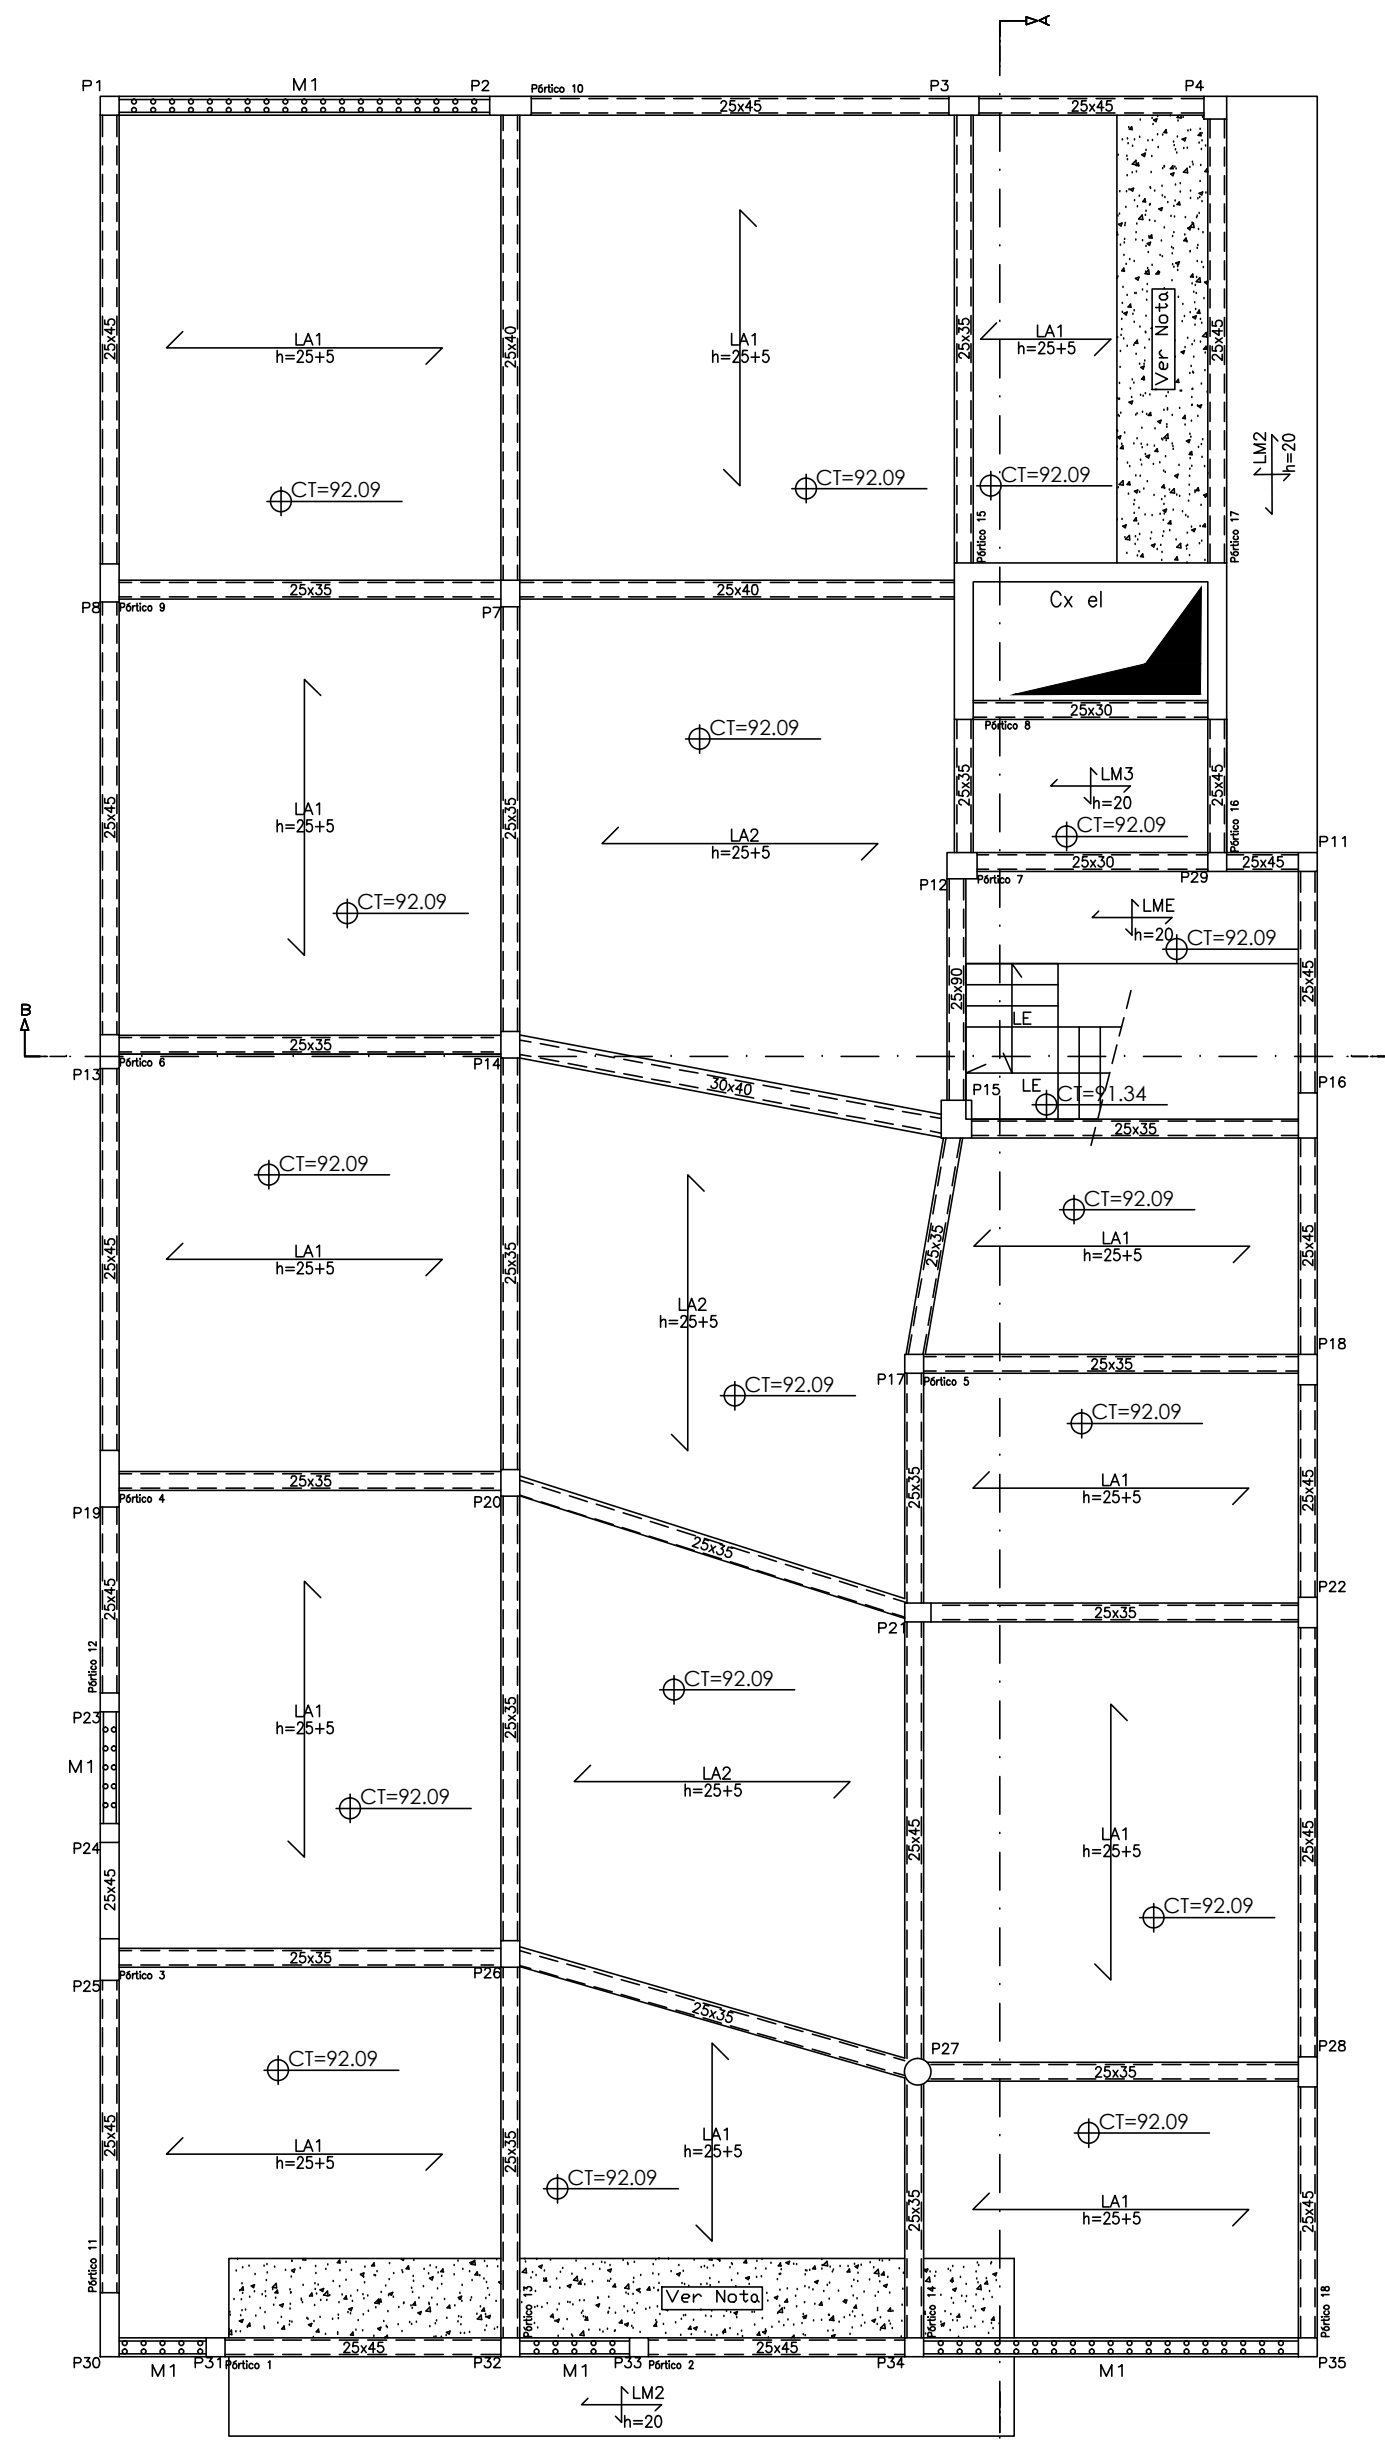 A
P1
M1
P2
Pórtico 10
25x45
P3
25x45
P4
25x45
25x40
25x35
25x45
LA1
h=25+5
LA1
h=25+5
LA1
h=25+5
Ver Nota
LM2
h=20
CT=92.09
CT=92.09
CT=92.09
Pórtico 15
Pórtico 17
25x35
25x40
P8
Pórtico 9
P7
Cx el
25x30
Pórtico 8
CT=92.09
25x45
LA1
h=25+5
25x35
LA2
h=25+5
25x35
LM3
h=20
CT=92.09
25x45
Pórtico 16
P11
25x30
25x45
P12
Pórtico 7
P29
CT=92.09
LME
h=20
CT=92.09
25x90
25x45
B
LE
25x35
P13
Pórtico 6
P14
30x40
P15
LE
CT=91.34
P16
25x35
CT=92.09
CT=92.09
25x45
LA1
h=25+5
25x35
25x35
LA1
h=25+5
25x45
LA2
h=25+5
P18
25x35
P17
Pórtico 5
CT=92.09
CT=92.09
25x35
P19
Pórtico 4
P20
25x35
25x35
LA1
h=25+5
25x45
25x45
Pórtico 12
P22
25x35
P21
CT=92.09
P23
M1
LA1
h=25+5
25x35
LA2
h=25+5
CT=92.09
P24
25x45
25x45
LA1
h=25+5
25x45
CT=92.09
25x35
P25
Pórtico 3
P26
25x35
P27
P28
25x35
CT=92.09
CT=92.09
25x45
LA1
h=25+5
25x35
LA1
h=25+5
CT=92.09
25x35
LA1
h=25+5
25x45
Pórtico 11
Ver Nota
Pórtico 13
Pórtico 14
Pórtico 18
25x45
25x45
P30
M1
P31
Pórtico 1
P32
M1
P33
Pórtico 2
P34
M1
P35
LM2
h=20